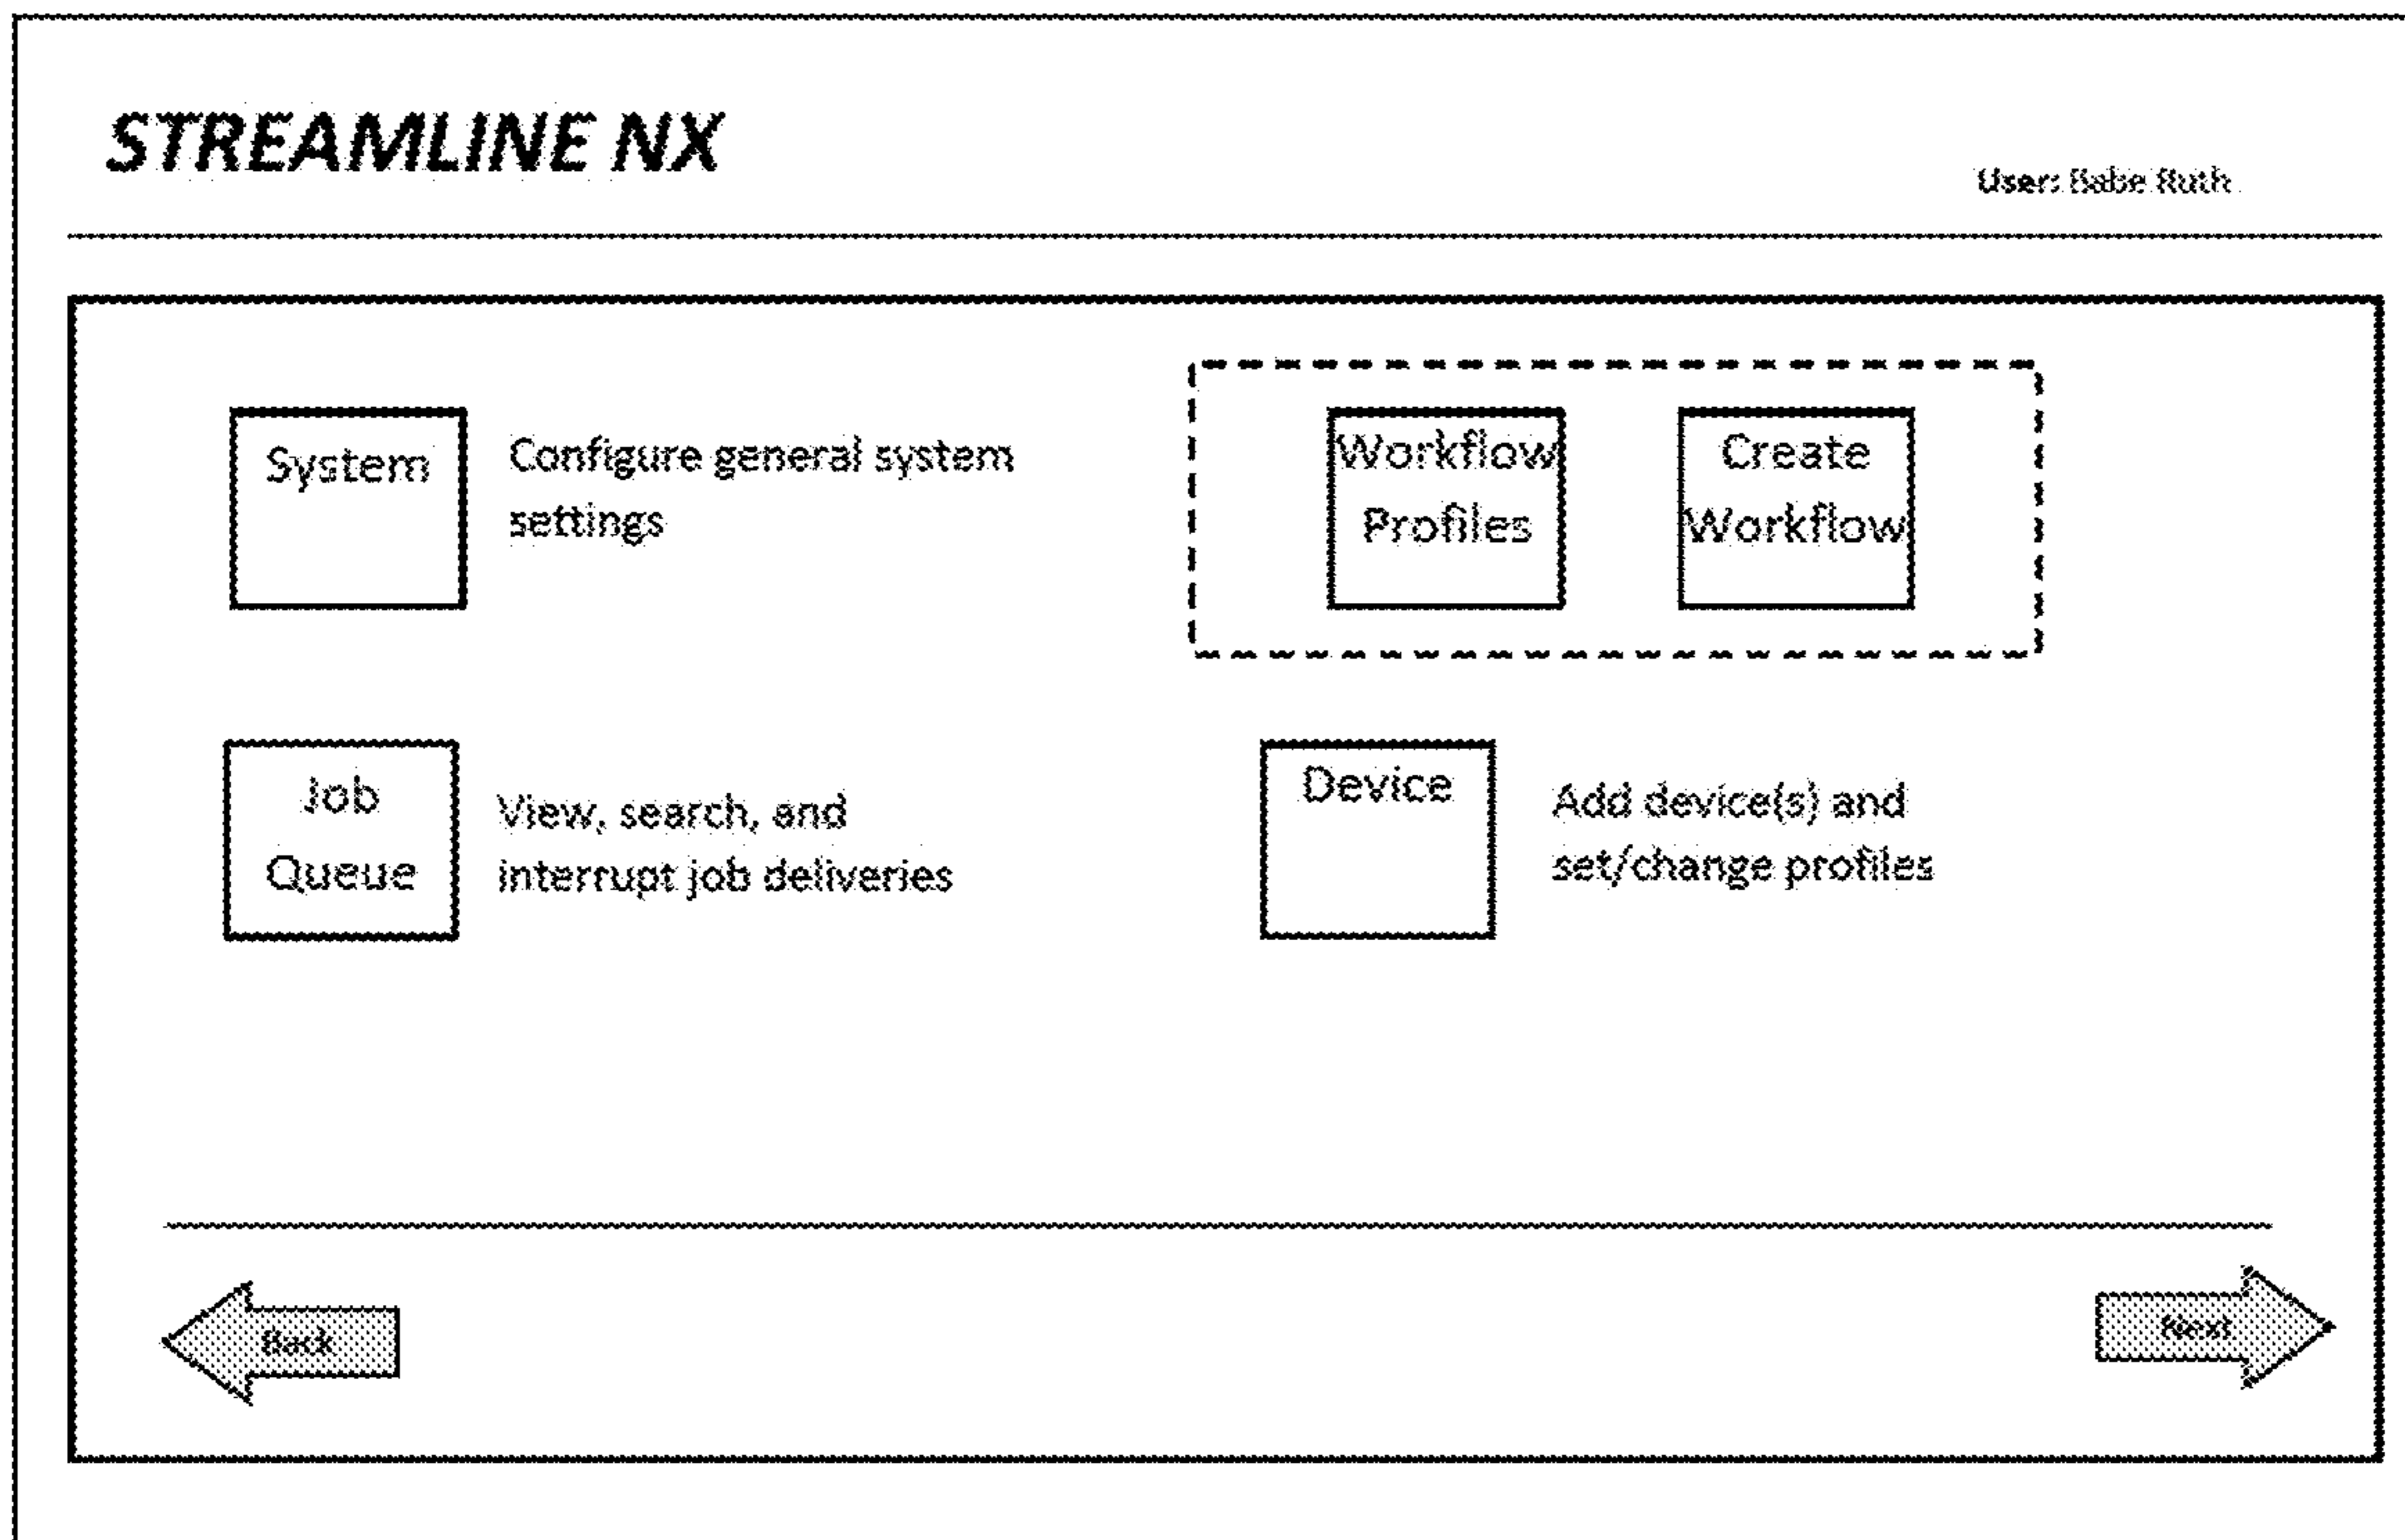 STREAMLINE NX
User: Babe Ruth
System
Configure general system
settings
Workflow
Profiles
Create
Workflow
Job
Queue
View, search, and
interrupt job deliveries
Device
Add device(s) and
set/change profiles
Back
Next